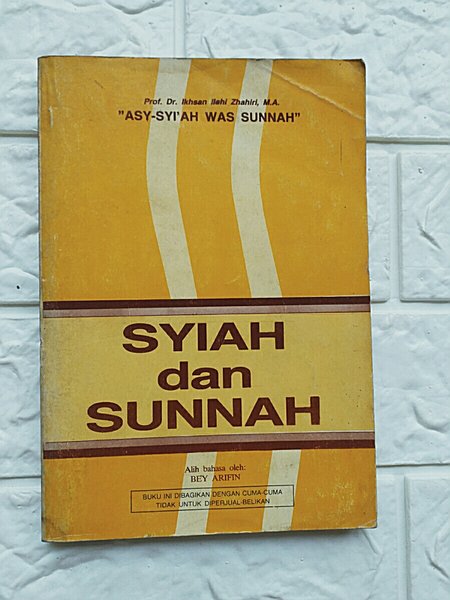 Prof. Dr. Ikhsan Ilahi Zhahiri, M.A.
"ASY-SYI'AH WAS SUNNAH"
SYIAH
dan
SUNNAH
Alih bahasa oleh:
BEY ARIFIN
BUKU INI DIBAGIKAN DENGAN CUMA-CUMA
TIDAK UNTUK DIPERJUAL-BELIKAN